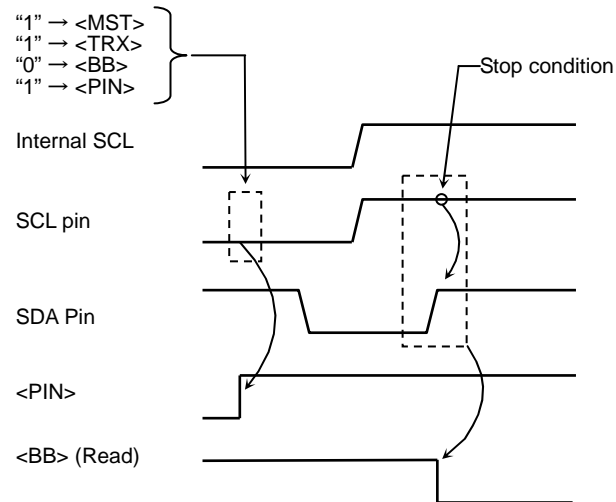 “1” → <MST>
“1” → <TRX>
“0” → <BB>
“1” → <PIN>
Stop condition
Internal SCL
SCL pin
SDA Pin
<PIN>
<BB> (Read)